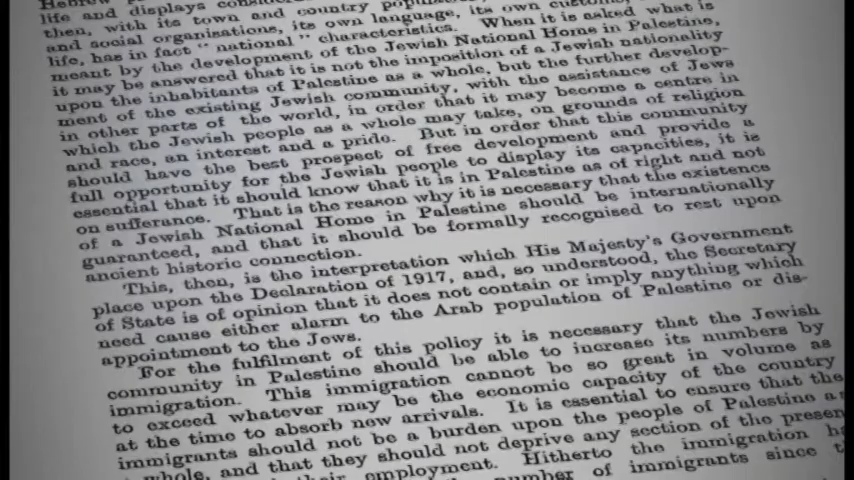 Hebrew
life and displays
then, with its town and country
and social organisations, its own language, its own customs,
life, has in fact "national" characteristics. When it is asked what is
meant by the development of the Jewish National Home in Palestine,
it may be answered that it is not the imposition of a Jewish nationality
upon the inhabitants of Palestine as a whole, but the further develop-
ment of the existing Jewish community, with the assistance of Jews
in other parts of the world, in order that it may become a centre in
which the Jewish people as a whole may take, on grounds of religion
and race, an interest and a pride. But in order that this community
should have the best prospect of free development and provide a
full opportunity for the Jewish people to display its capacities, it is
essential that it should know that it is in Palestine as of right and not
on sufferance. That is the reason why it is necessary that the existence
of a Jewish National Home in Palestine should be internationally
guaranteed, and that it should be formally recognised to rest upon
ancient historic connection.
This, then, is the interpretation which His Majesty's Government
place upon the Declaration of 1917, and, so understood, the Secretary
of State is of opinion that it does not contain or imply anything which
need cause either alarm to the Arab population of Palestine or dis-
appointment to the Jews.
For the fulfilment of this policy it is necessary that the Jewish
community in Palestine should be able to increase its numbers by
immigration. This immigration cannot be so great in volume as
to exceed whatever may be the economic capacity of the country
at the time to absorb new arrivals. It is essential to ensure that the
immigrants should not be a burden upon the people of Palestine
whole, and that they should not deprive any section of the presen
their employment. Hitherto the immigration
number of immigrants since